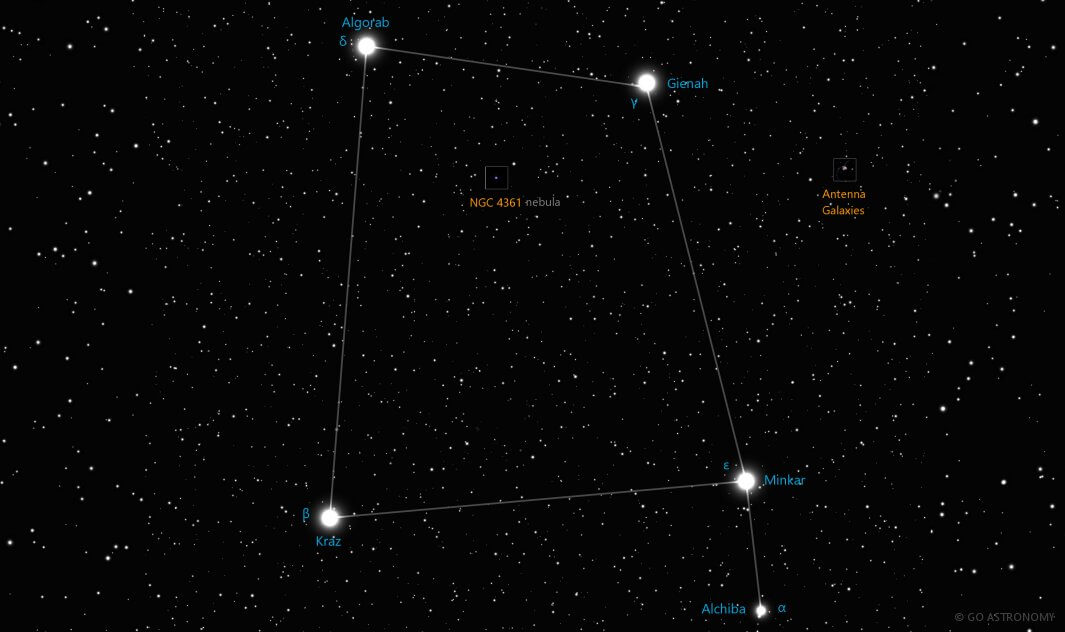 Algorab
δ
Gienah
γ
NGC 4361 nebula
Antenna
Galaxies
ε
Minkar
β
Kraz
Alchiba α
© GO ASTRONOMY